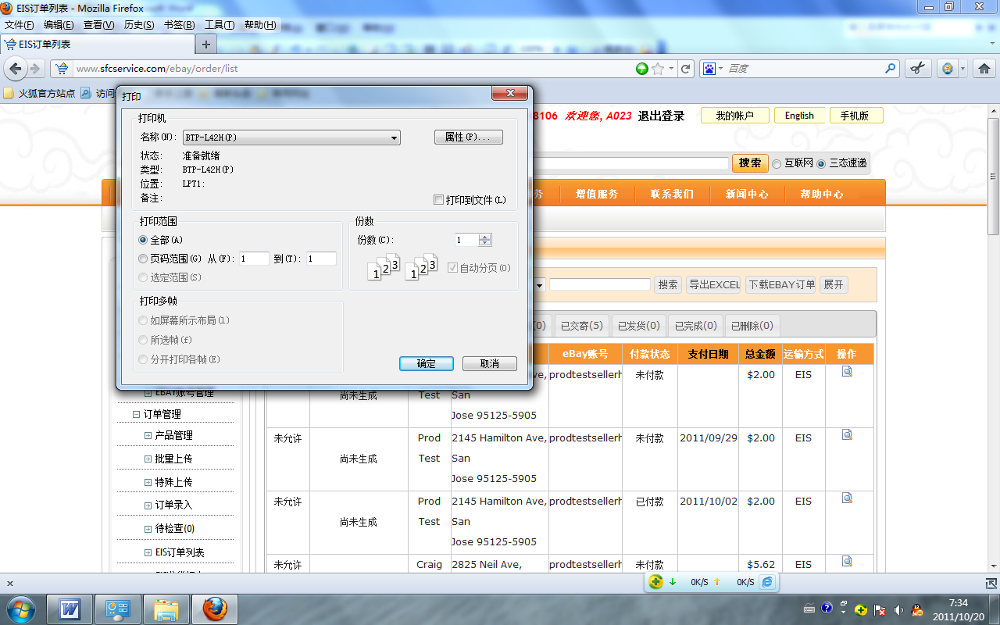 EIS订单列表 - Mozilla Firefox
文件(F) 编辑(E) 查看(V) 历史(S) 书签(B) 工具(T) 帮助(H)
EIS订单列表
www.sfcservice.com/ebay/order/list
百度
火狐官方站点 访问
打印
打印机
名称(N): BTP-L42H(P) 属性(P)...
状态: 准备就绪
类型: BTP-L42H(P)
位置: LPT1:
备注:
打印到文件(L)
打印范围
全部(A)
页码范围(G) 从(F): 1 到(T): 1
选定范围(S)
份数
份数(C): 1
1 2 3 1 2 3
自动分页(O)
打印多帧
如屏幕所示布局(l)
所选帧(f)
分开打印各帧(E)
确定 取消
8106 欢迎您, A023 退出登录 我的帐户 English 手机版
搜索 互联网 三态速递
务 增值服务 联系我们 新闻中心 帮助中心
搜索 导出EXCEL 下载EBAY订单 展开
(0) 已交寄(5) 已发货(0) 已完成(0) 已删除(0)
eBay账号 付款状态 支付日期 总金额 运输方式 操作
EBAY账号管理
订单管理
产品管理
批量上传
特殊上传
订单录入
待检查(0)
EIS订单列表
尚未生成 Test ve, San Jose 95125-5905 prodtestsellerh 未付款 $2.00 EIS
未允许 尚未生成 Prod Test 2145 Hamilton Ave, San Jose 95125-5905 prodtestsellerh 未付款 2011/09/29 $2.00 EIS
未允许 尚未生成 Prod Test 2145 Hamilton Ave, San Jose 95125-5905 prodtestsellerh 已付款 2011/10/02 $2.00 EIS
未允许 Craig 2825 Neil Ave, prodtestsellerh 未付款 $5.62 EIS
0K/S 0K/S
7:34
2011/10/20